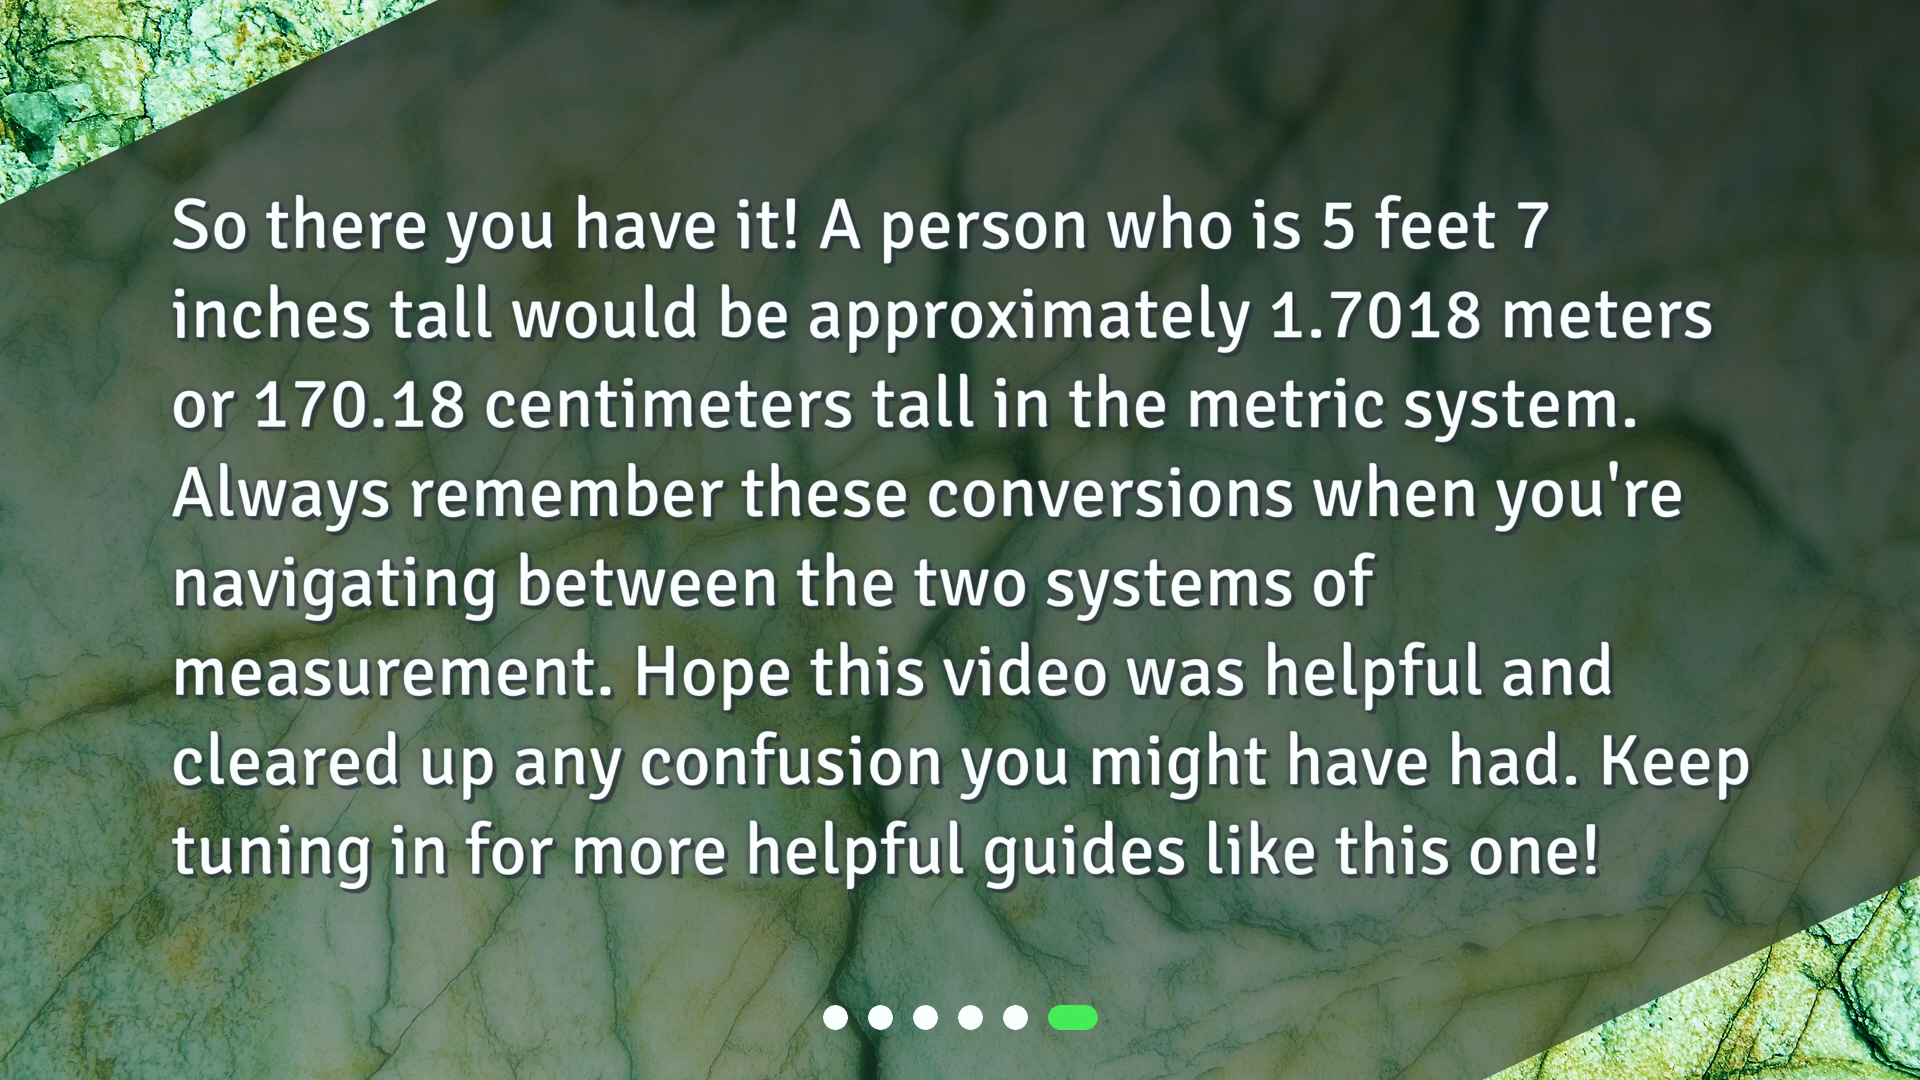 So there you have it! A person who is 5 feet 7
inches tall would be approximately 1.7018 meters
or 170.18 centimeters tall in the metric system.
Always remember these conversions when you're
navigating between the two systems of
measurement. Hope this video was helpful and
cleared up any confusion you might have had. Keep
tuning in for more helpful guides like this one!